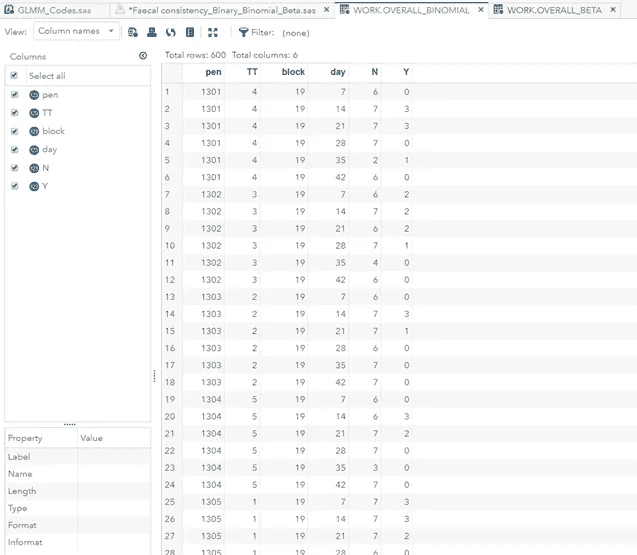 GLMM_Codes.sas × *Faecal consistency_Binary_Binomial_Beta.sas × WORK.OVERALL_BINOMIAL × WORK.OVERALL_BETA ×
View: Column names Filter: (none)
Columns Total rows: 600 Total columns: 6
Select all
pen
TT
block
day
N
Y
Property Value
Label
Name
Length
Type
Format
Informat
pen TT block day N Y
1 1301 4 19 7 6 0
2 1301 4 19 14 7 3
3 1301 4 19 21 7 3
4 1301 4 19 28 7 0
5 1301 4 19 35 2 1
6 1301 4 19 42 6 0
7 1302 3 19 7 6 2
8 1302 3 19 14 7 2
9 1302 3 19 21 6 2
10 1302 3 19 28 7 1
11 1302 3 19 35 4 0
12 1302 3 19 42 6 0
13 1303 2 19 7 6 0
14 1303 2 19 14 7 3
15 1303 2 19 21 7 1
16 1303 2 19 28 6 0
17 1303 2 19 35 7 0
18 1303 2 19 42 7 0
19 1304 5 19 7 6 0
20 1304 5 19 14 6 3
21 1304 5 19 21 7 2
22 1304 5 19 28 7 0
23 1304 5 19 35 3 0
24 1304 5 19 42 7 0
25 1305 1 19 7 7 3
26 1305 1 19 14 7 3
27 1305 1 19 21 7 2
28 1305 1 19 28 6 0